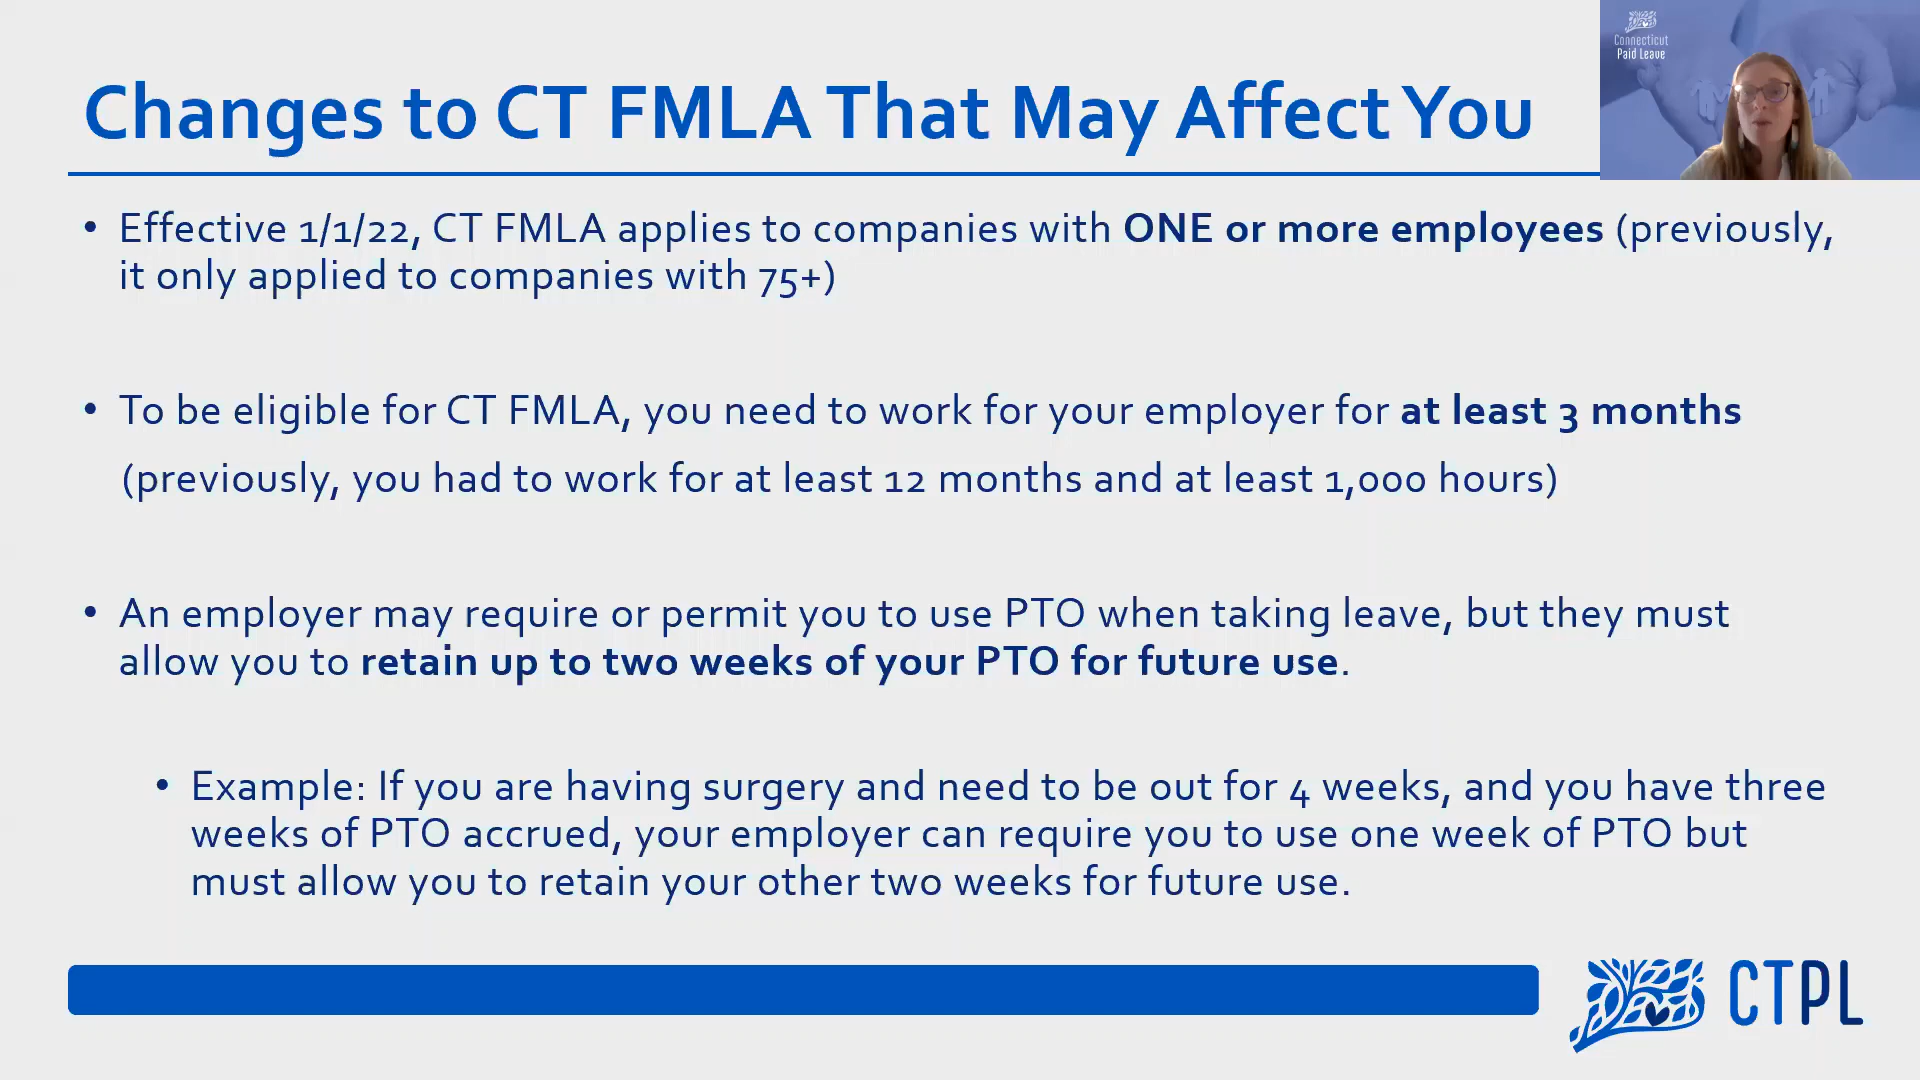 Changes to CT FMLA That May Affect You
Connecticut
Paid Leave
• Effective 1/1/22, CT FMLA applies to companies with ONE or more employees (previously,
it only applied to companies with 75+)
• To be eligible for CT FMLA, you need to work for your employer for at least 3 months
(previously, you had to work for at least 12 months and at least 1,000 hours)
• An employer may require or permit you to use PTO when taking leave, but they must
allow you to retain up to two weeks of your PTO for future use.
• Example: If you are having surgery and need to be out for 4 weeks, and you have three
weeks of PTO accrued, your employer can require you to use one week of PTO but
must allow you to retain your other two weeks for future use.
CTPL